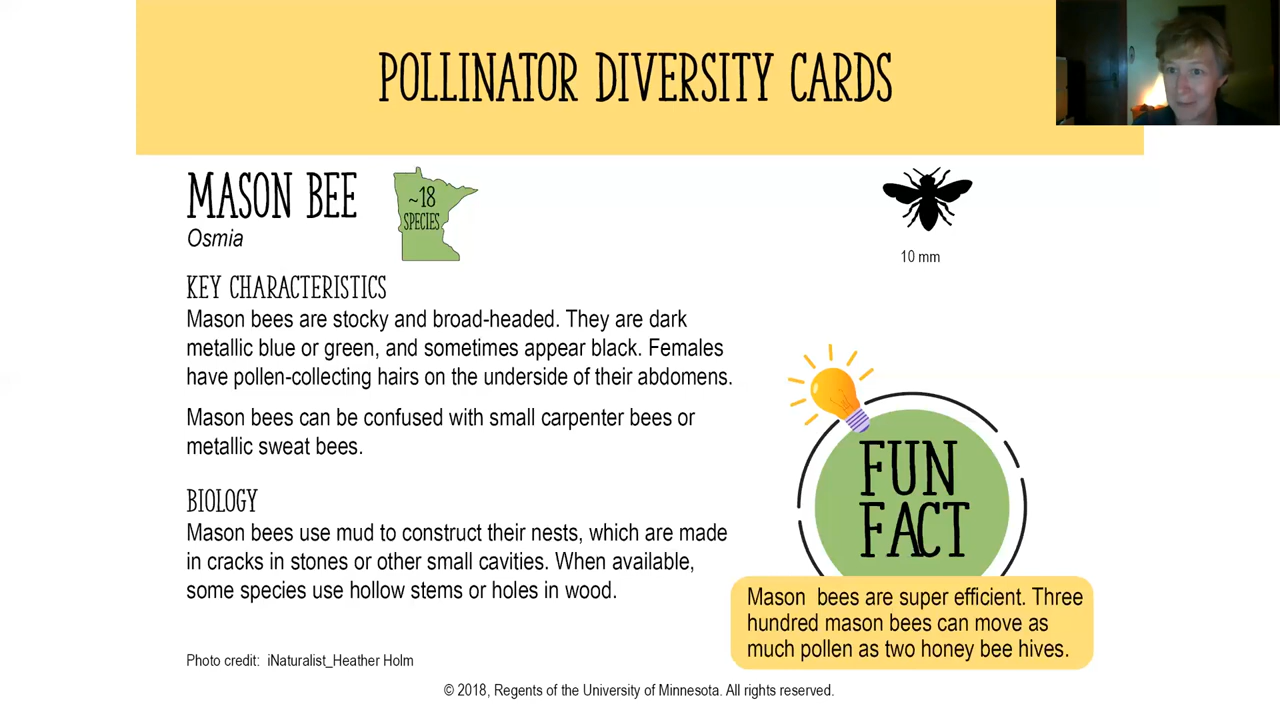 POLLINATOR DIVERSITY CARDS
MASON BEE
Osmia
~18
SPECIES
10 mm
KEY CHARACTERISTICS
Mason bees are stocky and broad-headed. They are dark
metallic blue or green, and sometimes appear black. Females
have pollen-collecting hairs on the underside of their abdomens.
Mason bees can be confused with small carpenter bees or
metallic sweat bees.
BIOLOGY
Mason bees use mud to construct their nests, which are made
in cracks in stones or other small cavities. When available,
some species use hollow stems or holes in wood.
FUN
FACT
Mason bees are super efficient. Three
hundred mason bees can move as
much pollen as two honey bee hives.
Photo credit: iNaturalist_Heather Holm
© 2018, Regents of the University of Minnesota. All rights reserved.